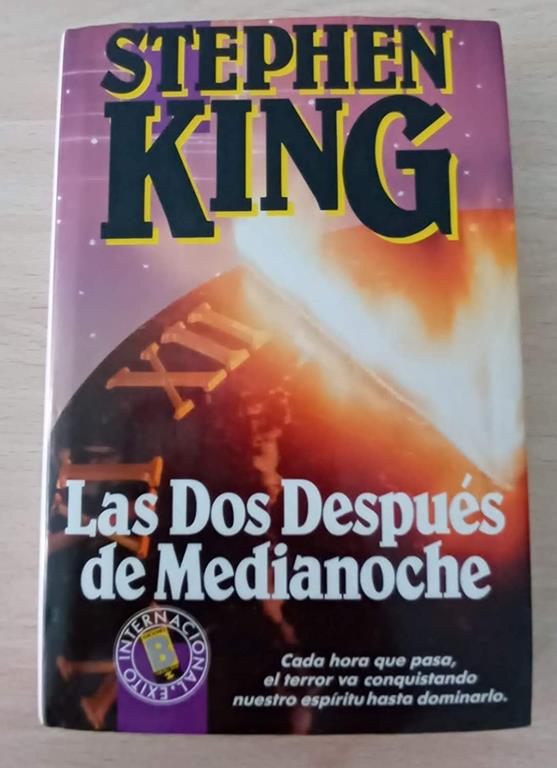 STEPHEN
KING
XII
Las Dos Después
de Medianoche
ÉXITO INTERNACIONAL
B
Cada hora que pasa,
el terror va conquistando
nuestro espíritu hasta dominarlo.